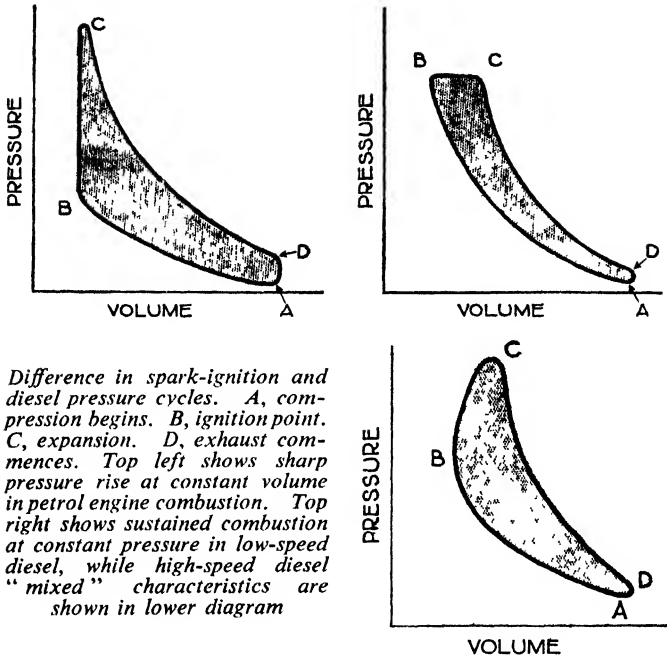 C
B
D
PRESSURE
VOLUME
A
B
C
D
PRESSURE
VOLUME
A
Difference in spark-ignition and
diesel pressure cycles. A, com-
pression begins. B, ignition point.
C, expansion. D, exhaust com-
mences. Top left shows sharp
pressure rise at constant volume
in petrol engine combustion. Top
right shows sustained combustion
at constant pressure in low-speed
diesel, while high-speed diesel
" mixed " characteristics are
shown in lower diagram
C
B
D
A
PRESSURE
VOLUME